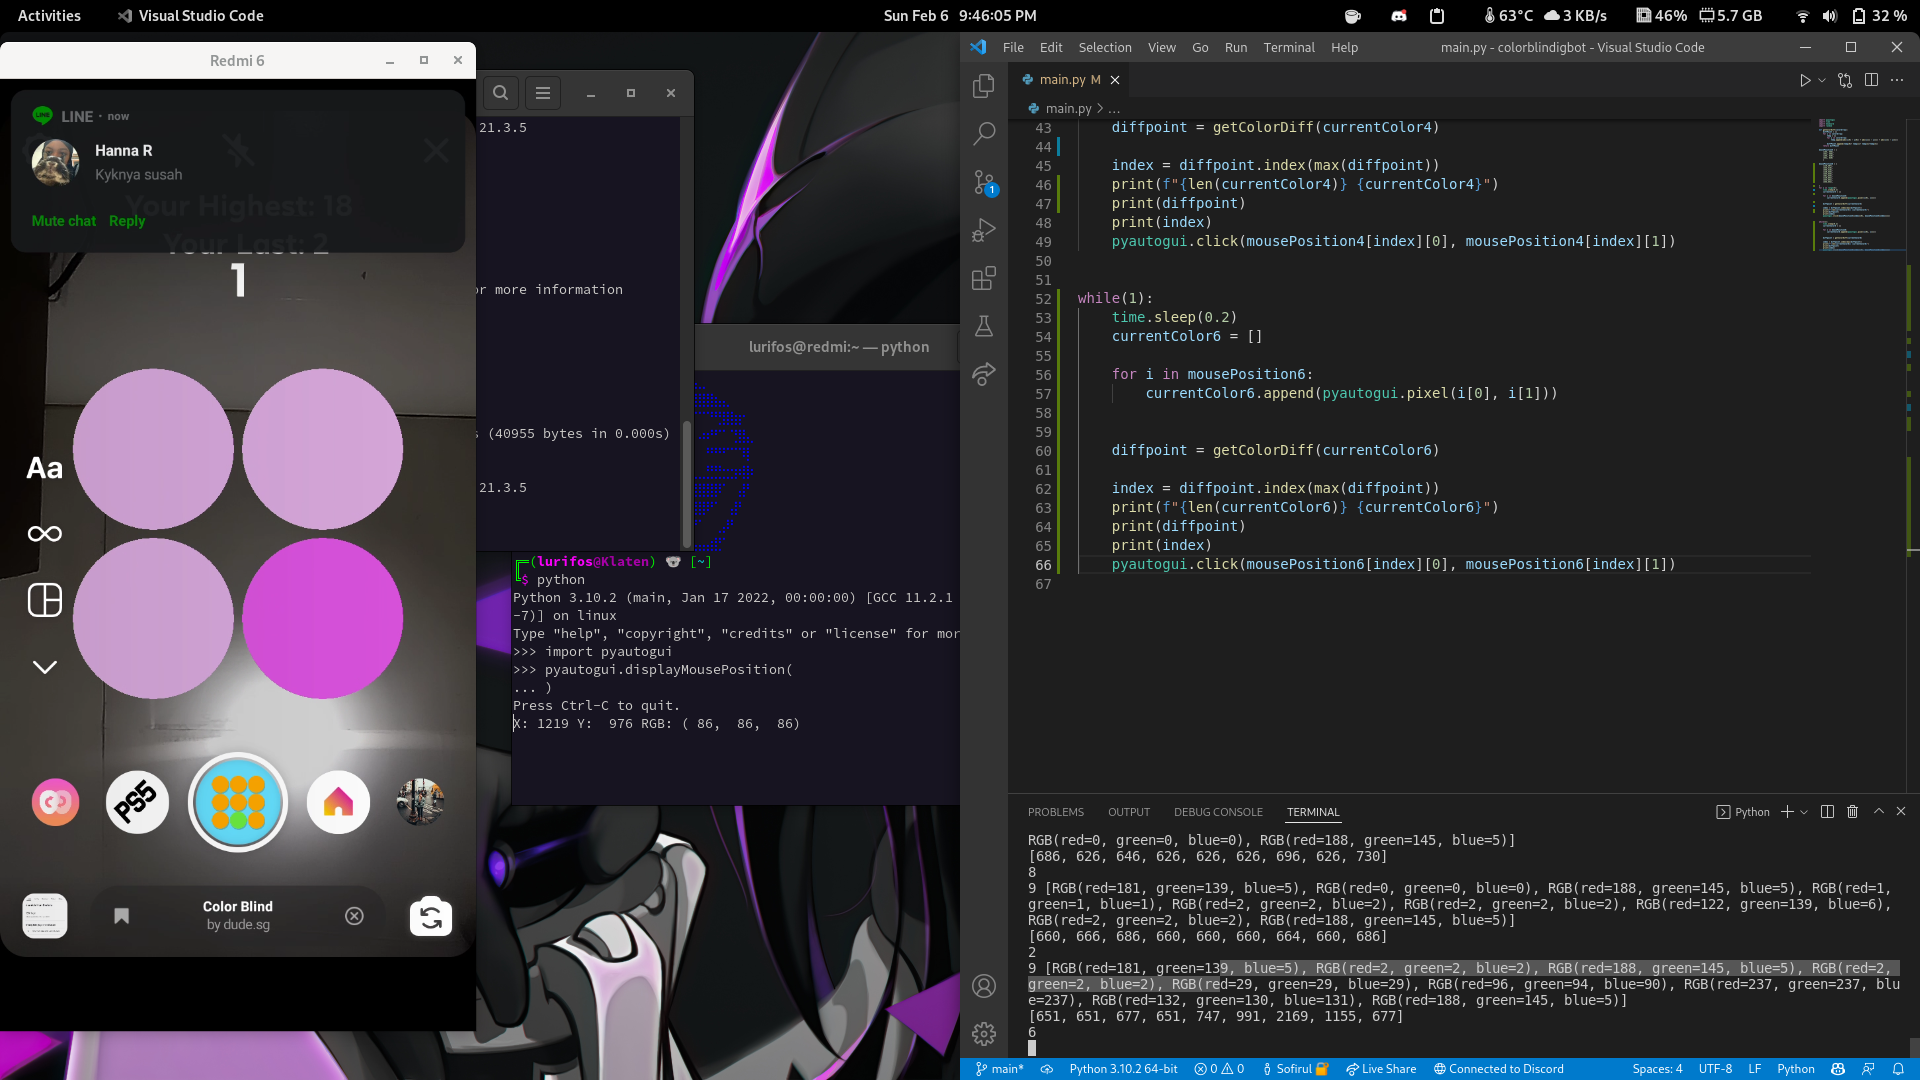 Activities
Visual Studio Code
Sun Feb 6 9:46:05 PM
63°C
3 KB/s
46%
5.7 GB
32 %
Redmi 6
LINE • now
Hanna R
Kyknya susah
Your Highest: 18
Mute chat Reply
Your Last: 2
1
Aa
PS5
Color Blind
by dude.sg
21.3.5
or more information
s (40955 bytes in 0.000s)
21.3.5
lurifos@redmi:~ — python
(lurifos@Klaten) [~]
$ python
Python 3.10.2 (main, Jan 17 2022, 00:00:00) [GCC 11.2.1
-7)] on linux
Type "help", "copyright", "credits" or "license" for mor
>>> import pyautogui
>>> pyautogui.displayMousePosition(
... )
Press Ctrl-C to quit.
X: 1219 Y:  976 RGB: ( 86,  86,  86)
File Edit Selection View Go Run Terminal Help
main.py - colorblindigbot - Visual Studio Code
main.py M
main.py > ...
43 diffpoint = getColorDiff(currentColor4)
44
45 index = diffpoint.index(max(diffpoint))
46 print(f"{len(currentColor4)} {currentColor4}")
47 print(diffpoint)
48 print(index)
49 pyautogui.click(mousePosition4[index][0], mousePosition4[index][1])
50
51
52 while(1):
53 time.sleep(0.2)
54 currentColor6 = []
55
56 for i in mousePosition6:
57 currentColor6.append(pyautogui.pixel(i[0], i[1]))
58
59
60 diffpoint = getColorDiff(currentColor6)
61
62 index = diffpoint.index(max(diffpoint))
63 print(f"{len(currentColor6)} {currentColor6}")
64 print(diffpoint)
65 print(index)
66 pyautogui.click(mousePosition6[index][0], mousePosition6[index][1])
67
1
PROBLEMS OUTPUT DEBUG CONSOLE TERMINAL
Python
RGB(red=0, green=0, blue=0), RGB(red=188, green=145, blue=5)]
[686, 626, 646, 626, 626, 626, 696, 626, 730]
8
9 [RGB(red=181, green=139, blue=5), RGB(red=0, green=0, blue=0), RGB(red=188, green=145, blue=5), RGB(red=1,
green=1, blue=1), RGB(red=2, green=2, blue=2), RGB(red=2, green=2, blue=2), RGB(red=122, green=139, blue=6),
RGB(red=2, green=2, blue=2), RGB(red=188, green=145, blue=5)]
[660, 666, 686, 660, 660, 660, 664, 660, 686]
2
9 [RGB(red=181, green=139, blue=5), RGB(red=2, green=2, blue=2), RGB(red=188, green=145, blue=5), RGB(red=2,
green=2, blue=2), RGB(red=29, green=29, blue=29), RGB(red=96, green=94, blue=90), RGB(red=237, green=237, blu
e=237), RGB(red=132, green=130, blue=131), RGB(red=188, green=145, blue=5)]
[651, 651, 677, 651, 747, 991, 2169, 1155, 677]
6
main* Python 3.10.2 64-bit 0 0 Sofirul Live Share Connected to Discord Spaces: 4 UTF-8 LF Python